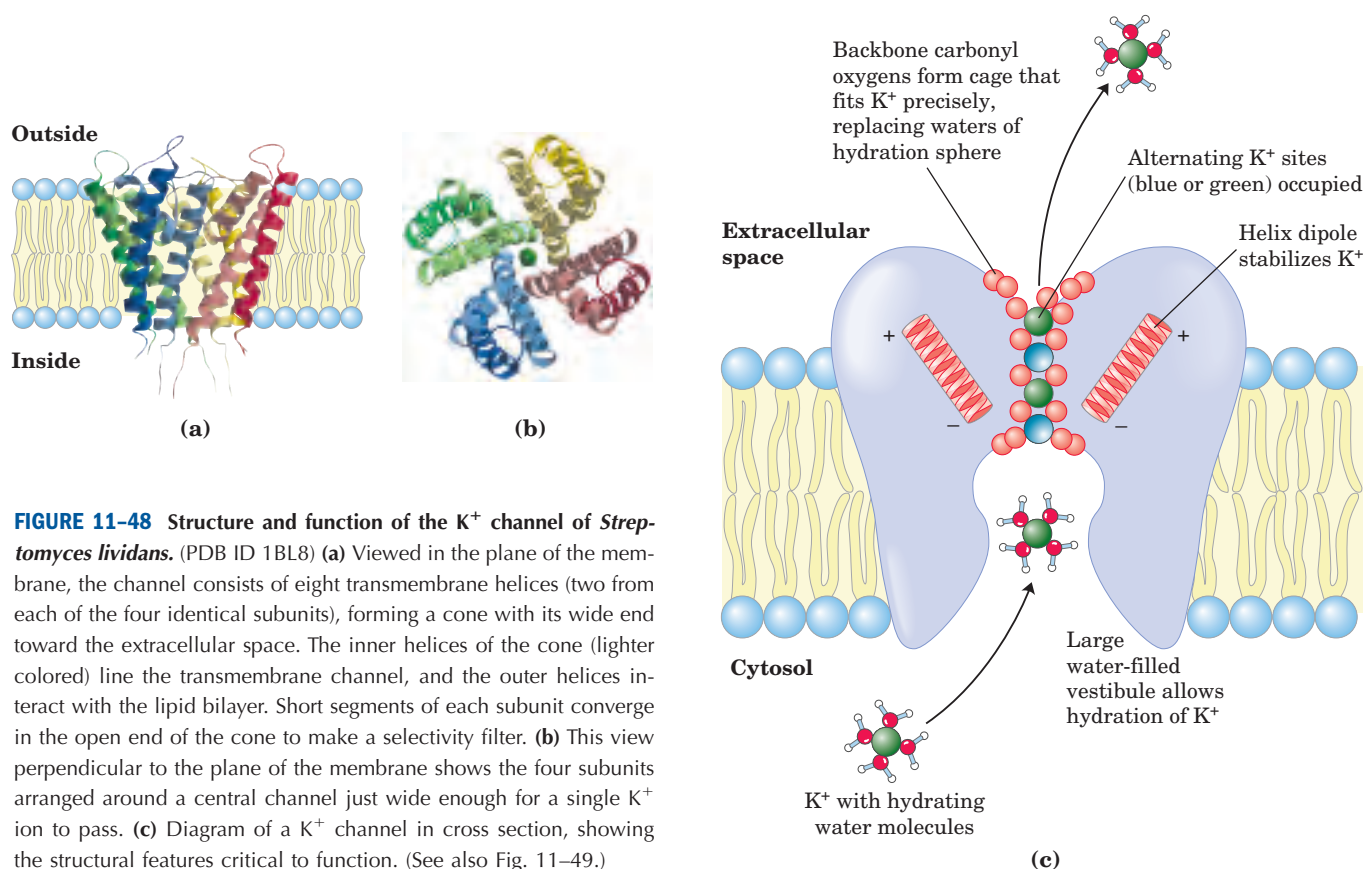 Outside
Inside
(a)
(b)
FIGURE 11–48 Structure and function of the K⁺ channel of Strep-
tomyces lividans. (PDB ID 1BL8) (a) Viewed in the plane of the mem-
brane, the channel consists of eight transmembrane helices (two from
each of the four identical subunits), forming a cone with its wide end
toward the extracellular space. The inner helices of the cone (lighter
colored) line the transmembrane channel, and the outer helices in-
teract with the lipid bilayer. Short segments of each subunit converge
in the open end of the cone to make a selectivity filter. (b) This view
perpendicular to the plane of the membrane shows the four subunits
arranged around a central channel just wide enough for a single K⁺
ion to pass. (c) Diagram of a K⁺ channel in cross section, showing
the structural features critical to function. (See also Fig. 11–49.)
Backbone carbonyl
oxygens form cage that
fits K⁺ precisely,
replacing waters of
hydration sphere
Alternating K⁺ sites
(blue or green) occupied
Extracellular
space
Helix dipole
stabilizes K⁺
+
+
–
–
Cytosol
Large
water-filled
vestibule allows
hydration of K⁺
K⁺ with hydrating
water molecules
(c)